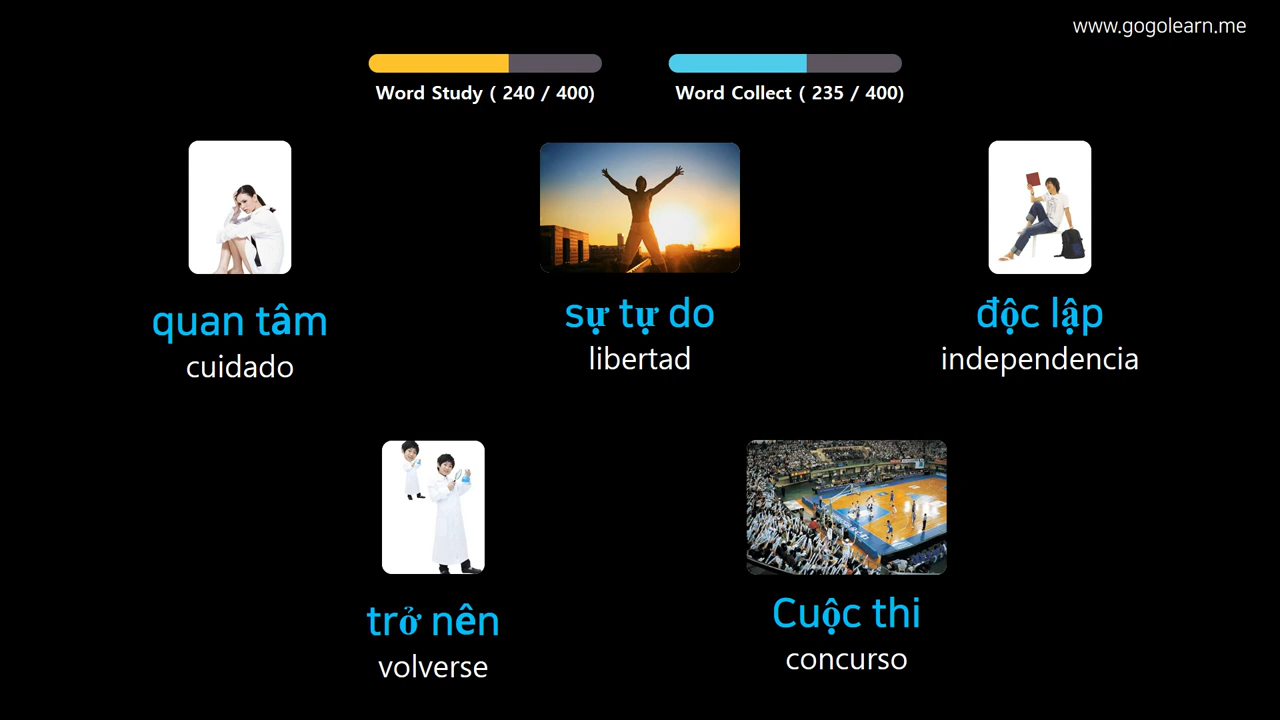 www.gogolearn.me
Word Study ( 240 / 400)
Word Collect ( 235 / 400)
quan tâm
cuidado
sự tự do
libertad
độc lập
independencia
trở nên
volverse
Cuộc thi
concurso